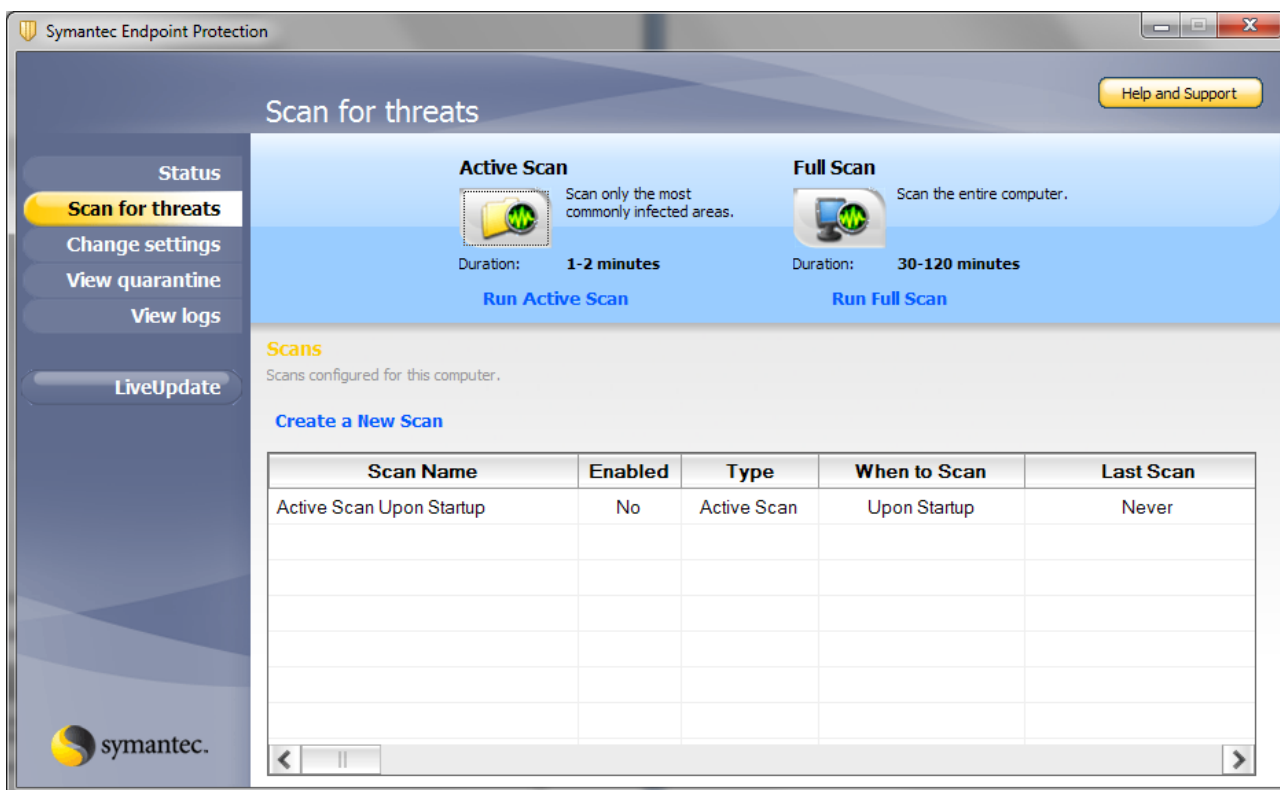 Symantec Endpoint Protection
Scan for threats
Help and Support
Status
Scan for threats
Change settings
View quarantine
View logs
LiveUpdate
Active Scan
Scan only the most
commonly infected areas.
Duration: 1-2 minutes
Run Active Scan
Full Scan
Scan the entire computer.
Duration: 30-120 minutes
Run Full Scan
Scans
Scans configured for this computer.
Create a New Scan
Scan Name Enabled Type When to Scan Last Scan
Active Scan Upon Startup No Active Scan Upon Startup Never
symantec.